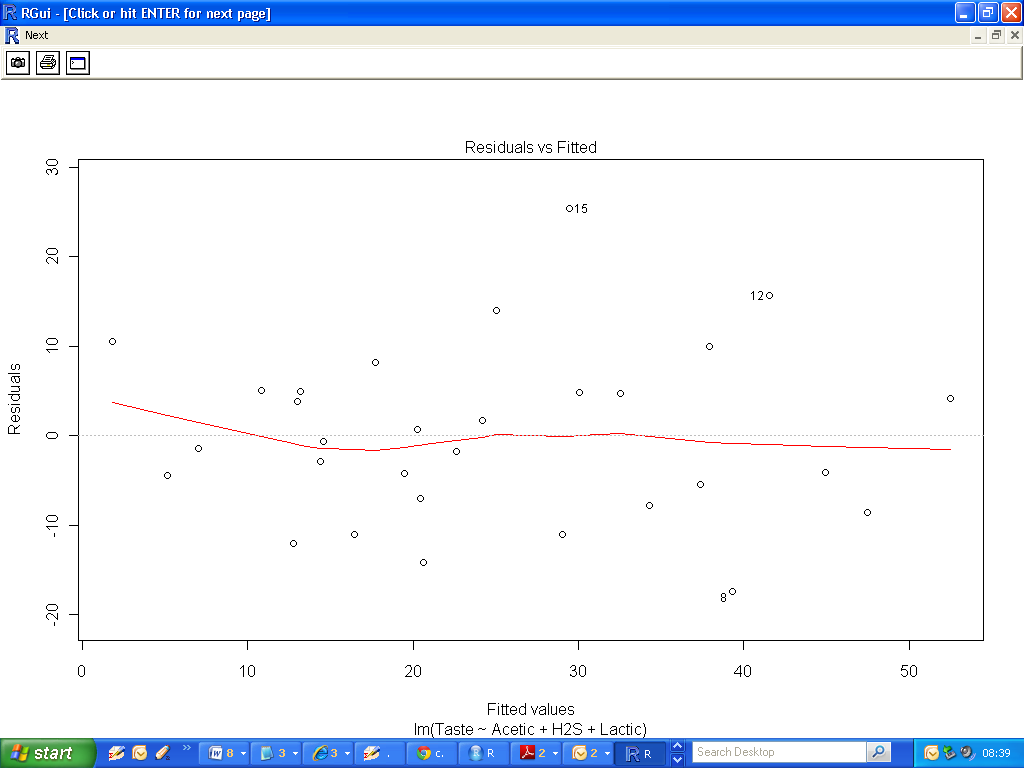 RGui - [Click or hit ENTER for next page]
Next
Residuals vs Fitted
Residuals
30
20
10
0
-10
-20
15
12
8
0 10 20 30 40 50
Fitted values
lm(Taste ~ Acetic + H2S + Lactic)
start » 8 3 3 . c. R 2 2 R Search Desktop 08:39